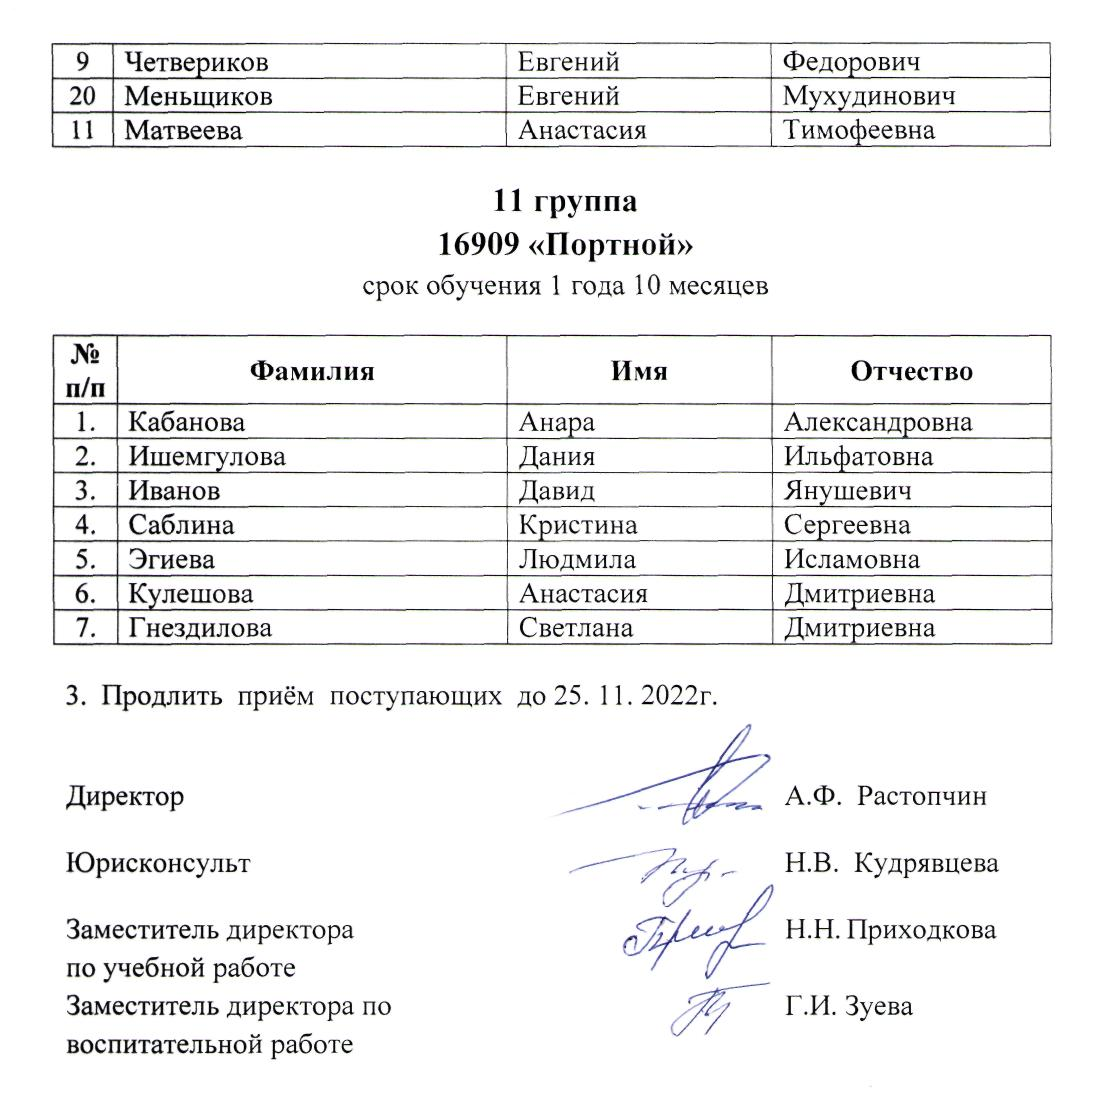 9 Четвериков Евгений Федорович
20 Меньщиков Евгений Мухудинович
11 Матвеева Анастасия Тимофеевна
11 группа
16909 «Портной»
срок обучения 1 года 10 месяцев
№ п/п Фамилия Имя Отчество
1. Кабанова Анара Александровна
2. Ишемгулова Дания Ильфатовна
3. Иванов Давид Янушевич
4. Саблина Кристина Сергеевна
5. Эгиева Людмила Исламовна
6. Кулешова Анастасия Дмитриевна
7. Гнездилова Светлана Дмитриевна
3. Продлить приём поступающих до 25. 11. 2022г.
Директор А.Ф. Растопчин
Юрисконсульт Н.В. Кудрявцева
Заместитель директора Н.Н. Приходкова
по учебной работе
Заместитель директора по Г.И. Зуева
воспитательной работе